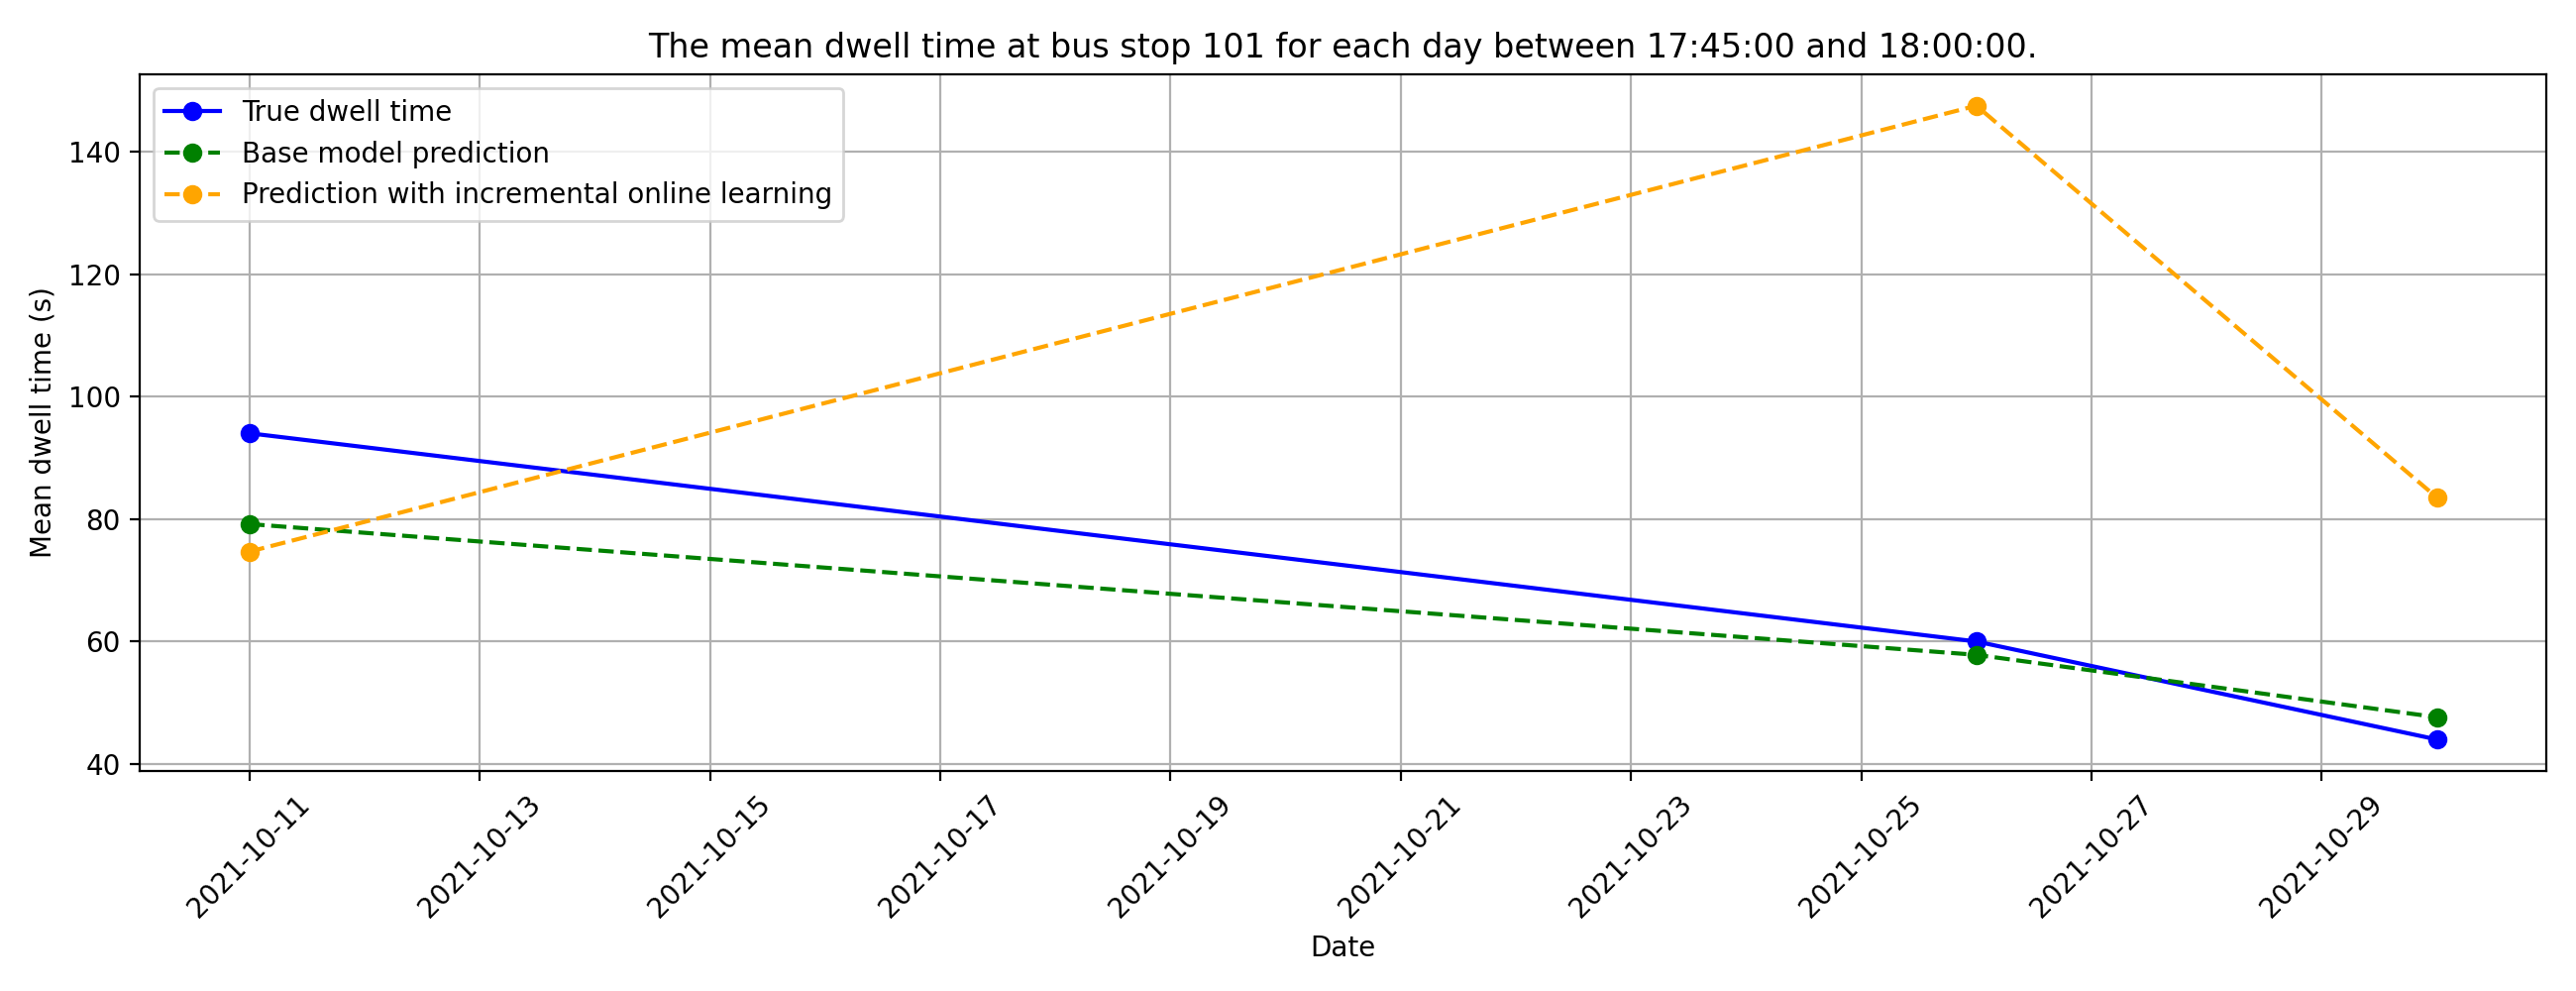 The mean dwell time at bus stop 101 for each day between 17:45:00 and 18:00:00.
True dwell time
Base model prediction
Prediction with incremental online learning
Mean dwell time (s)
140
120
100
80
60
40
2021-10-11
2021-10-13
2021-10-15
2021-10-17
2021-10-19
2021-10-21
2021-10-23
2021-10-25
2021-10-27
2021-10-29
Date